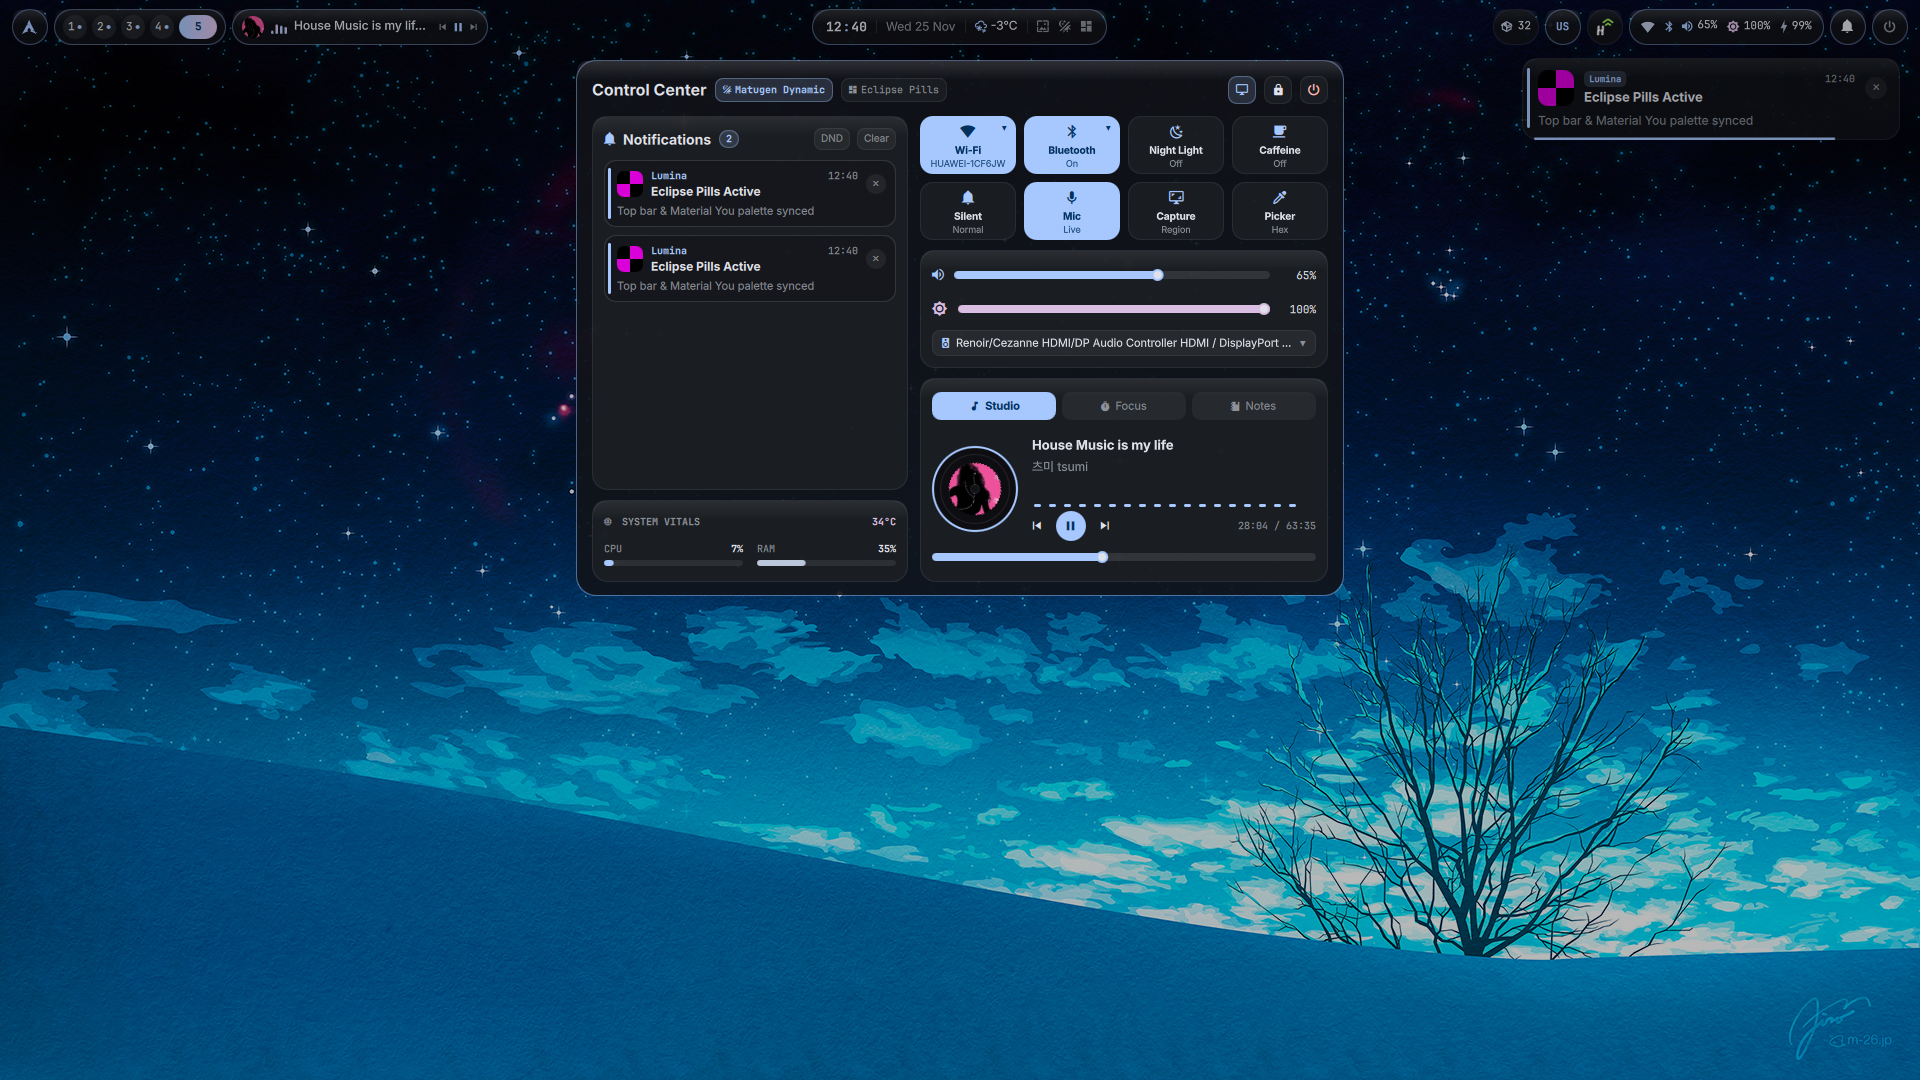 1 2 3 4 5
House Music is my lif...
12:40 Wed 25 Nov -3°C
32 US 65% 100% 99%
Control Center Matugen Dynamic Eclipse Pills
Notifications 2 DND Clear
Lumina 12:40
Eclipse Pills Active
Top bar & Material You palette synced
Lumina 12:40
Eclipse Pills Active
Top bar & Material You palette synced
SYSTEM VITALS 34°C
CPU 7% RAM 35%
Wi-Fi
HUAWEI-1CF6JW
Bluetooth
On
Night Light
Off
Caffeine
Off
Silent
Normal
Mic
Live
Capture
Region
Picker
Hex
65%
100%
Renoir/Cezanne HDMI/DP Audio Controller HDMI / DisplayPort ...
Studio Focus Notes
House Music is my life
츠미 tsumi
28:04 / 63:35
Lumina 12:40
Eclipse Pills Active
Top bar & Material You palette synced
@m-26.jp